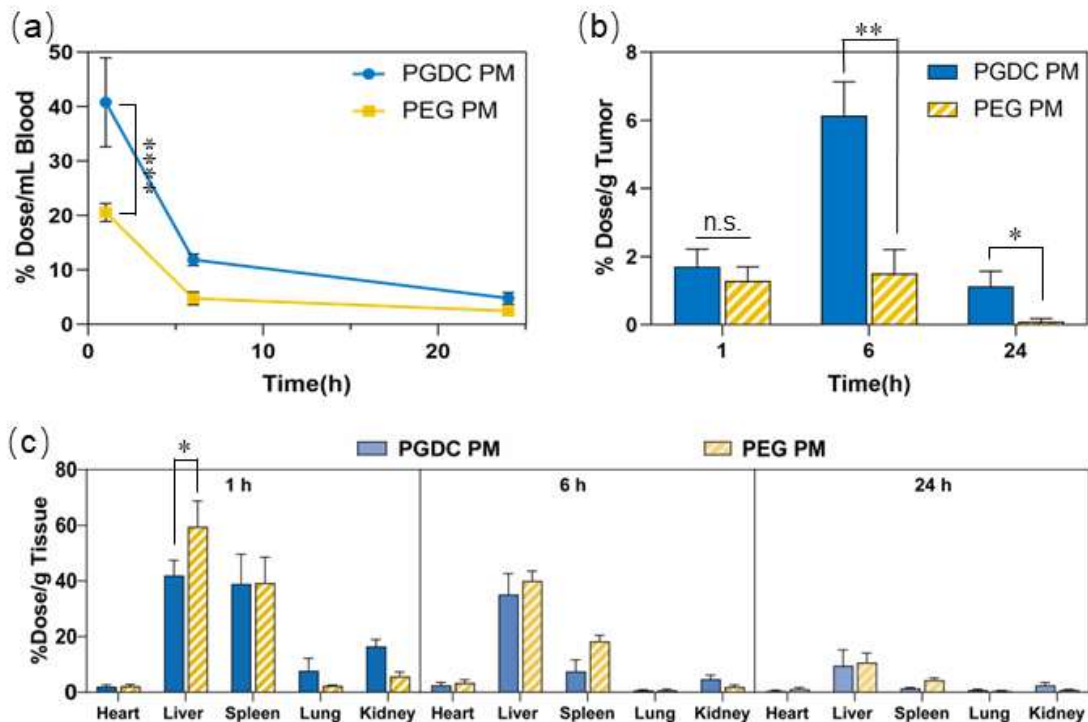 (a)
50
40
30
20
10
0
% Dose/mL Blood
PGDC PM
PEG PM
****
0
10
20
Time(h)
(b)
8
6
4
2
0
% Dose/g Tumor
**
PGDC PM
PEG PM
n.s.
*
1
6
24
Time(h)
(c)
PGDC PM
PEG PM
80
60
40
20
0
%Dose/g Tissue
*
1 h
6 h
24 h
Heart Liver Spleen Lung Kidney Heart Liver Spleen Lung Kidney Heart Liver Spleen Lung Kidney